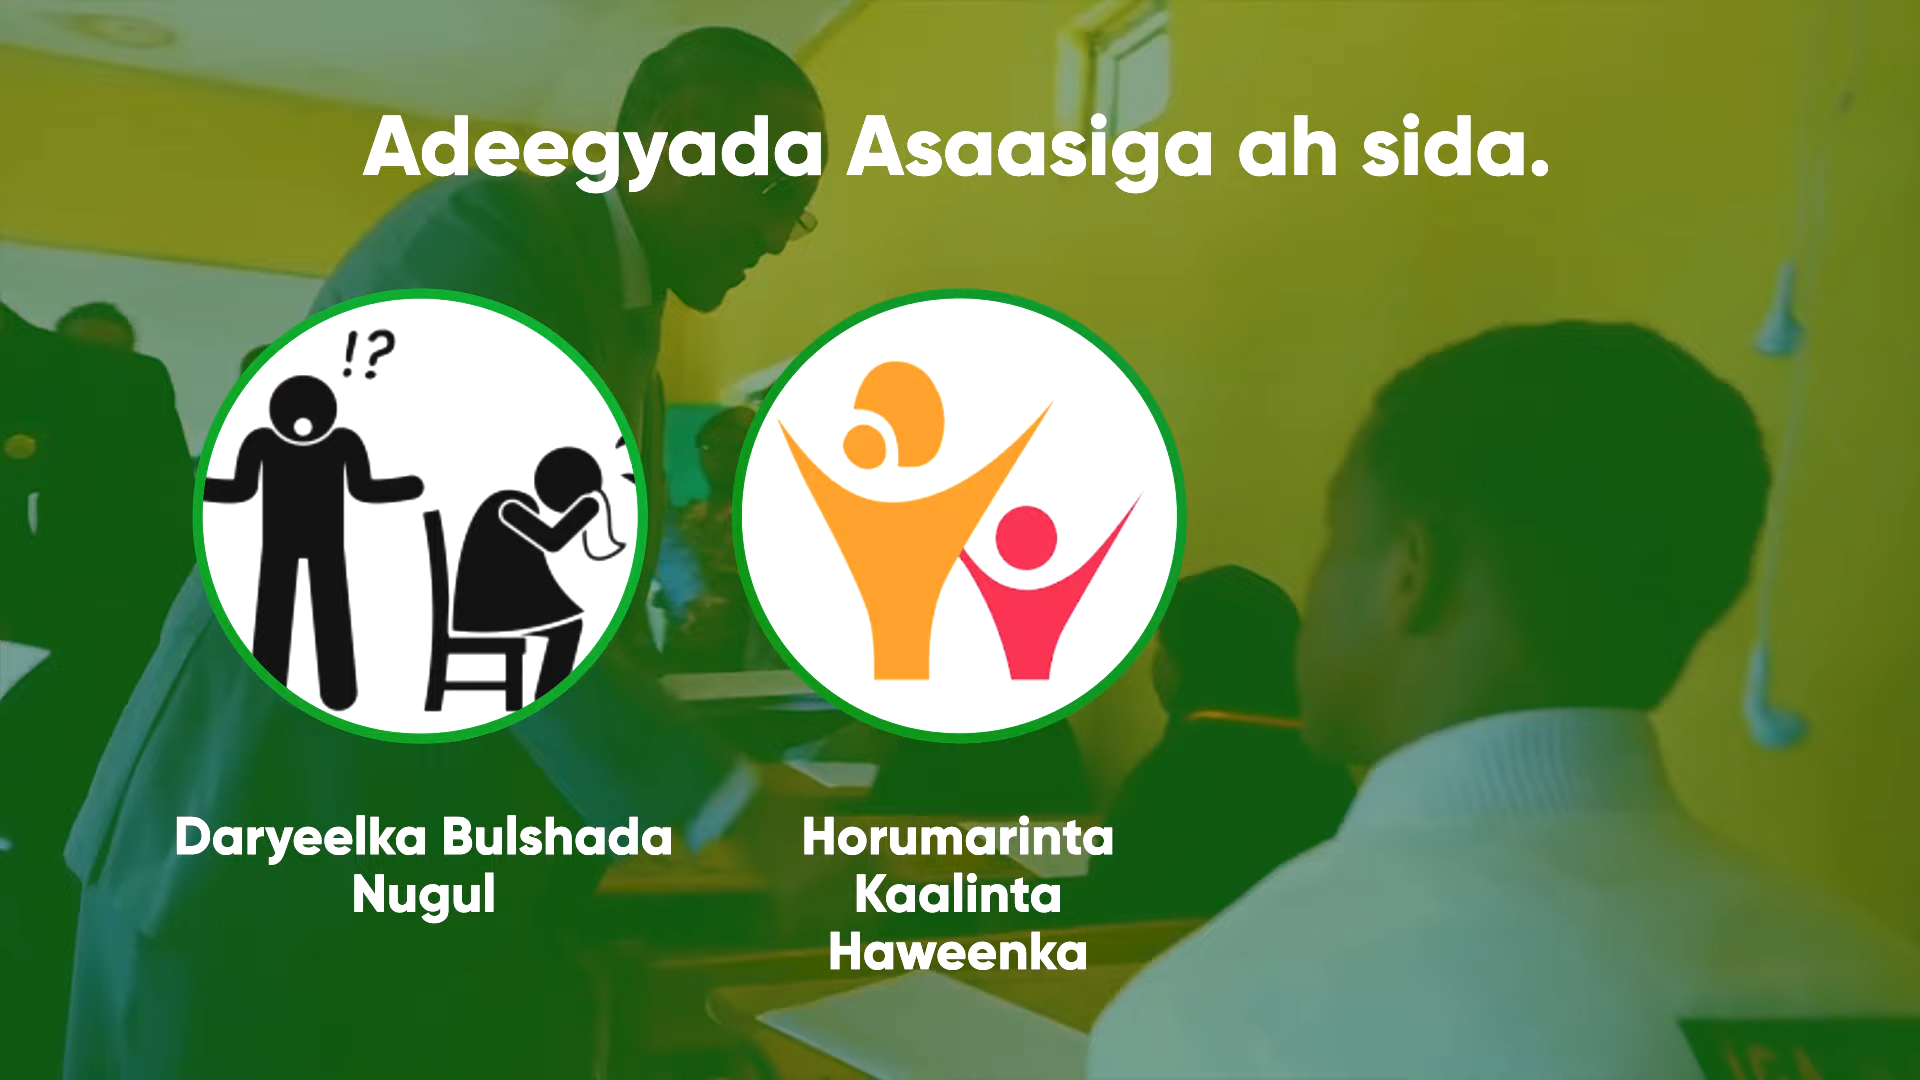 Adeegyada Asaasiga ah sida.
!?
Daryeelka Bulshada
Nugul
Horumarinta
Kaalinta
Haweenka